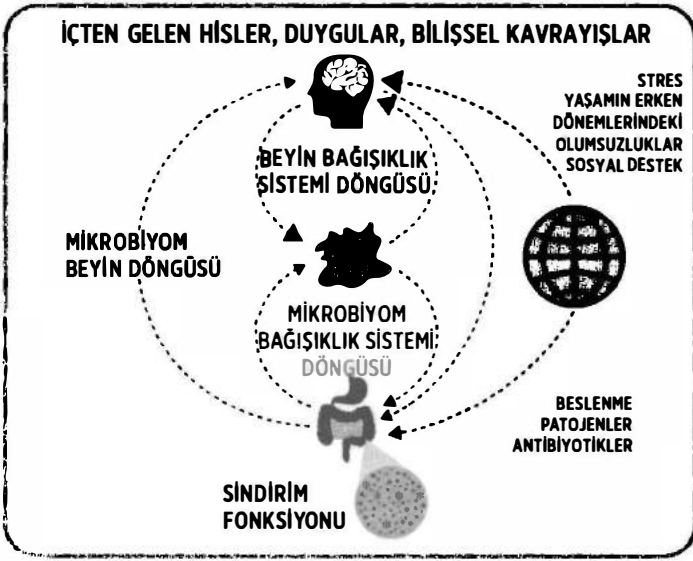 İÇTEN GELEN HİSLER, DUYGULAR, BİLİŞSEL KAVRAYIŞLAR
STRES
YAŞAMIN ERKEN
DÖNEMLERİNDEKİ
OLUMSUZLUKLAR
SOSYAL DESTEK
BEYİN BAĞIŞIKLIK
SİSTEMİ DÖNGÜSÜ
MİKROBİYOM
BEYİN DÖNGÜSÜ
MİKROBİYOM
BAĞIŞIKLIK SİSTEMİ
DÖNGÜSÜ
BESLENME
PATOJENLER
ANTİBİYOTİKLER
SİNDİRİM
FONKSİYONU